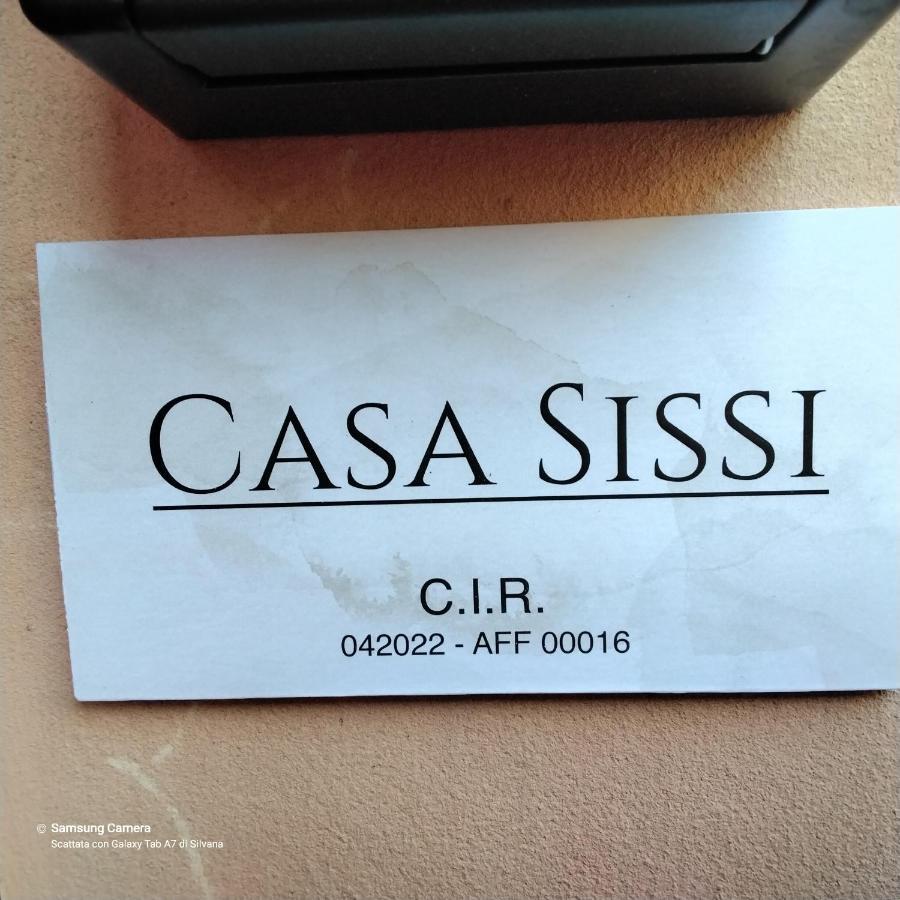 CASA SISSI
C.I.R.
042022 - AFF 00016
© Samsung Camera
Scattata con Galaxy Tab A7 di Silvana